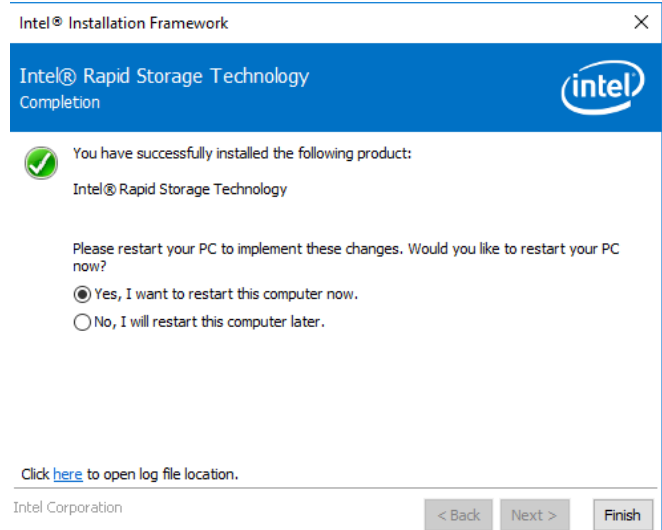 Intel® Installation Framework
Intel® Rapid Storage Technology
Completion
intel
You have successfully installed the following product:
Intel® Rapid Storage Technology
Please restart your PC to implement these changes. Would you like to restart your PC
now?
Yes, I want to restart this computer now.
No, I will restart this computer later.
Click here to open log file location.
Intel Corporation
< Back Next > Finish